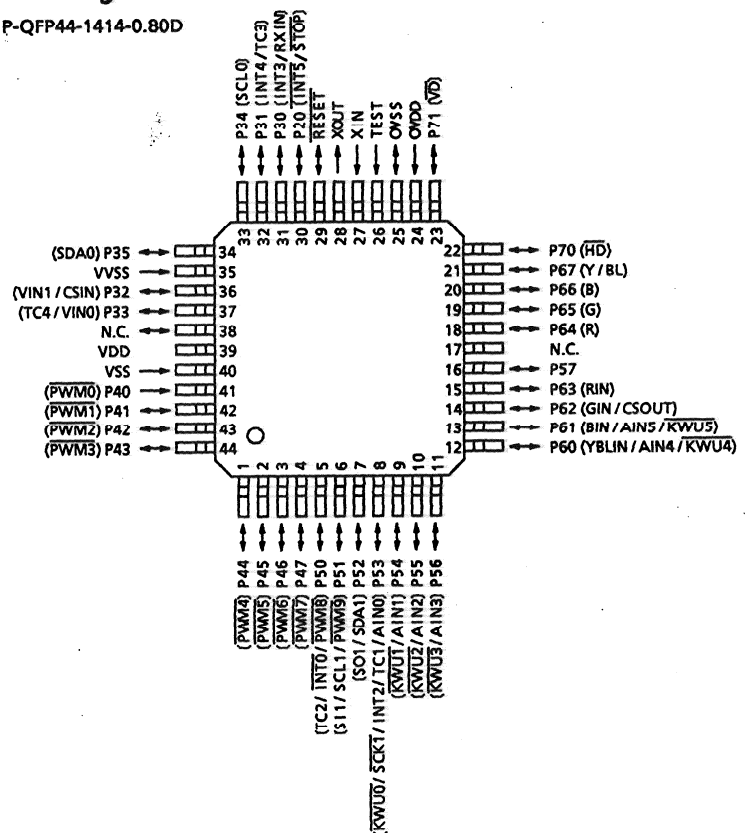 P-QFP44-1414-0.80D
P34 (SCL0)
P31 (INT4/TC3)
P30 (INT3/RXIN)
P20 (INT5/STOP)
RESET
XOUT
XIN
TEST
OVSS
OVDD
P71 (VD)
33 32 31 30 29 28 27 26 25 24 23
(SDA0) P35 34
VVSS 35
(VIN1/CSIN) P32 36
(TC4/VIN0) P33 37
N.C. 38
VDD 39
VSS 40
(PWM0) P40 41
(PWM1) P41 42
(PWM2) P42 43
(PWM3) P43 44
22 P70 (HD)
21 P67 (Y/BL)
20 P66 (B)
19 P65 (G)
18 P64 (R)
17 N.C.
16 P57
15 P63 (RIN)
14 P62 (GIN/CSOUT)
13 P61 (BIN/AIN5/KWU5)
12 P60 (YBLIN/AIN4/KWU4)
1 2 3 4 5 6 7 8 9 10 11
(PWM4) P44
(PWM5) P45
(PWM6) P46
(PWM7) P47
(TC2/INT0/PWM8) P50
(SI1/SCL1/PWM9) P51
(SO1/SDA1) P52
(KWU0/SCK1/INT2/TC1/AIN0) P53
(KWU1/AIN1) P54
(KWU2/AIN2) P55
(KWU3/AIN3) P56